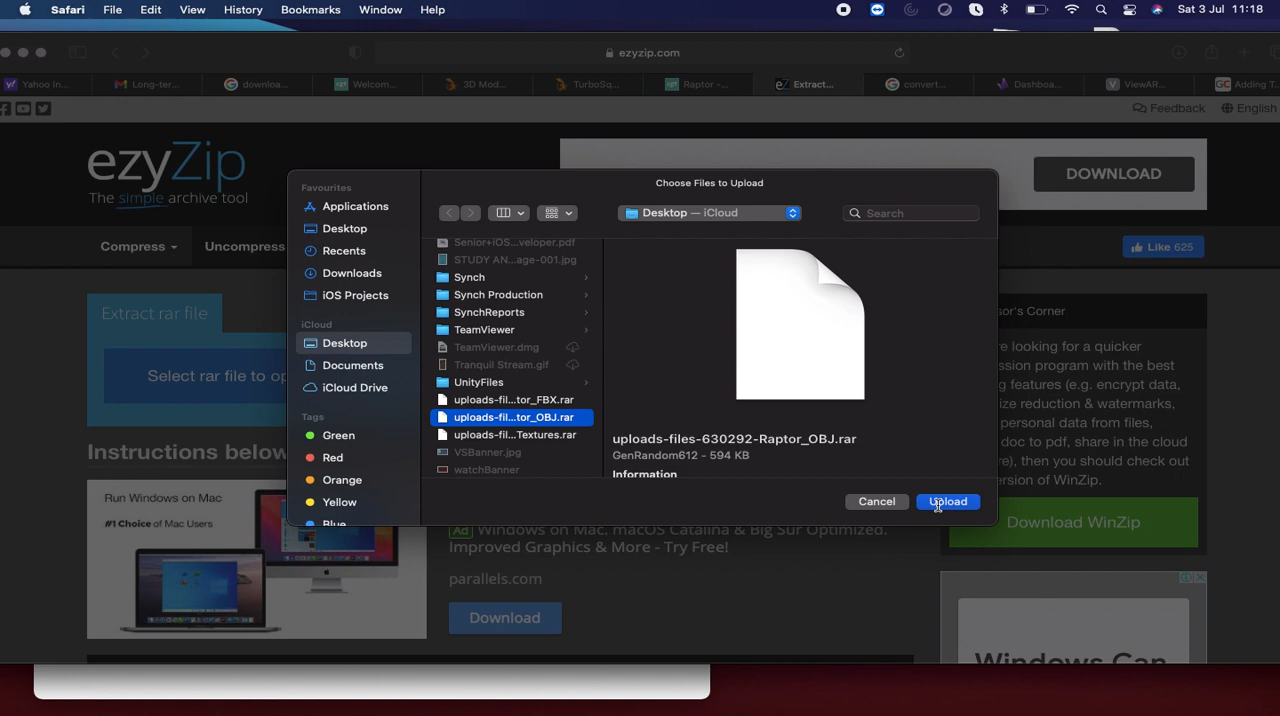 Safari File Edit View History Bookmarks Window Help Sat 3 Jul 11:18
ezyzip.com
Yahoo In... Long-ter... downloa... Welcom... 3D Mod... TurboSq... Raptor -... Extract... convert... Dashboa... ViewAR... Adding T
Feedback English
ezyZip
The simple archive tool
DOWNLOAD
Compress Uncompress
Like 625
Extract rar file
Select rar file to op
Instructions below
Run Windows on Mac
#1 Choice of Mac Users
Choose Files to Upload
Favourites
Applications
Desktop
Recents
Downloads
iOS Projects
iCloud
Desktop
Documents
iCloud Drive
Tags
Green
Red
Orange
Yellow
Blue
Desktop — iCloud
Search
Senior+iOS...veloper.pdf
STUDY AN...age-001.jpg
Synch
Synch Production
SynchReports
TeamViewer
TeamViewer.dmg
Tranquil Stream.gif
UnityFiles
uploads-fil...tor_FBX.rar
uploads-fil...tor_OBJ.rar
uploads-fil...Textures.rar
VSBanner.jpg
watchBanner
uploads-files-630292-Raptor_OBJ.rar
GenRandom612 - 594 KB
Information
Cancel Upload
Ad Windows on Mac. macOS Catalina & Big Sur Optimized.
Improved Graphics & More - Try Free!
parallels.com
Download
sor's Corner
re looking for a quicker
ssion program with the best
g features (e.g. encrypt data,
ize reduction & watermarks,
personal data from files,
doc to pdf, share in the cloud
re), then you should check out
ersion of WinZip.
Download WinZip
Windows Can